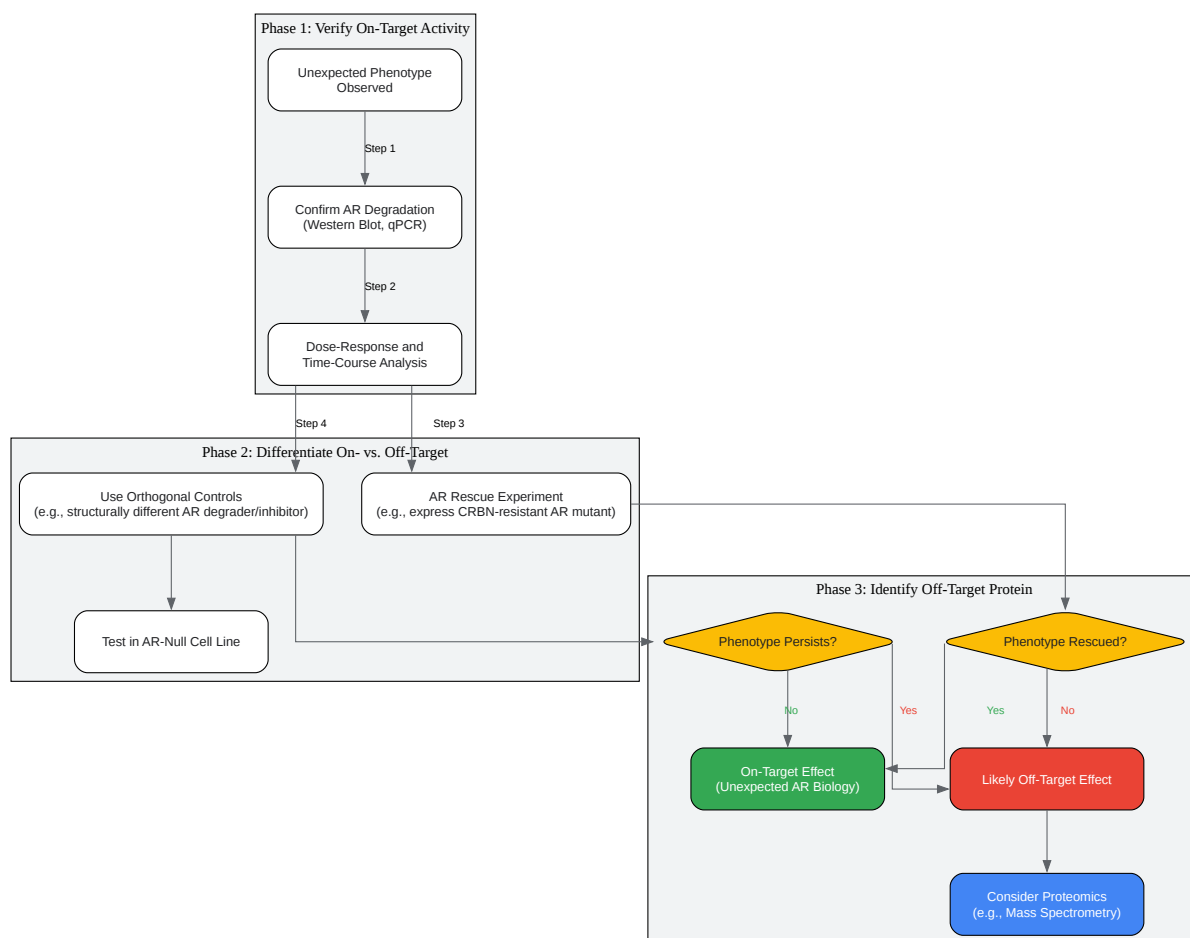 Phase 1: Verify On-Target Activity
Unexpected Phenotype
Observed
Step 1
Confirm AR Degradation
(Western Blot, qPCR)
Step 2
Dose-Response and
Time-Course Analysis
Step 4
Step 3
Phase 2: Differentiate On- vs. Off-Target
Use Orthogonal Controls
(e.g., structurally different AR degrader/inhibitor)
AR Rescue Experiment
(e.g., express CRBN-resistant AR mutant)
Test in AR-Null Cell Line
Phase 3: Identify Off-Target Protein
Phenotype Persists?
Phenotype Rescued?
No
Yes
Yes
No
On-Target Effect
(Unexpected AR Biology)
Likely Off-Target Effect
Consider Proteomics
(e.g., Mass Spectrometry)